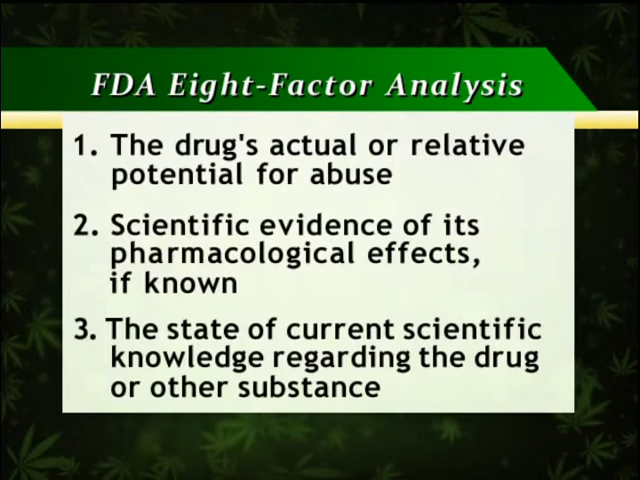 FDA Eight-Factor Analysis
1. The drug's actual or relative
potential for abuse
2. Scientific evidence of its
pharmacological effects,
if known
3. The state of current scientific
knowledge regarding the drug
or other substance